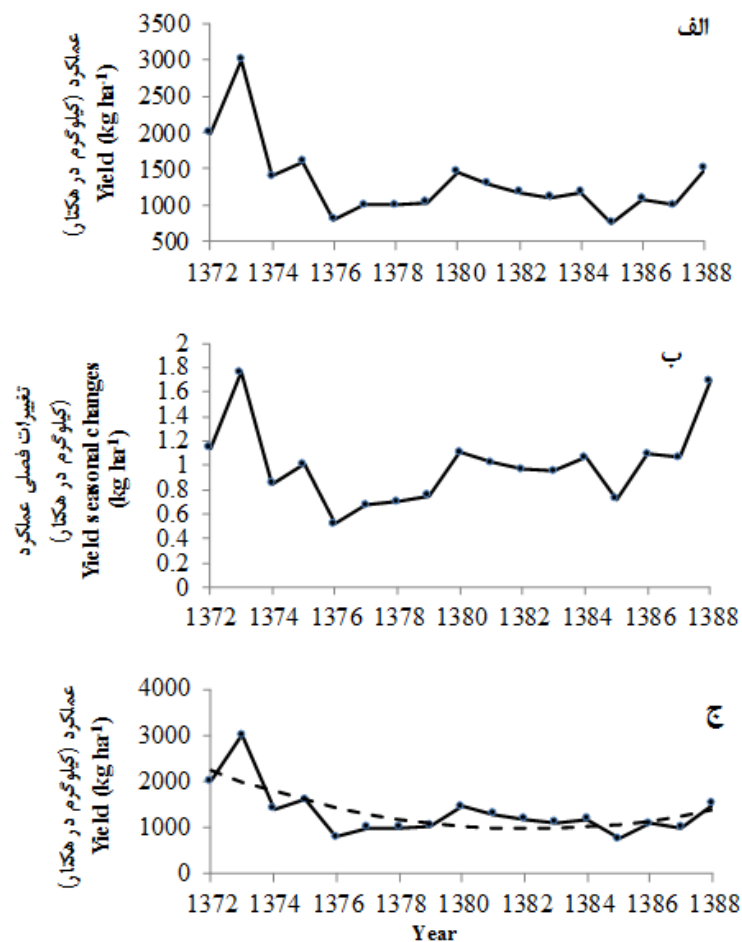 الف
عملکرد (کیلوگرم در هکتار)
Yield (kg ha-1)
3500
3000
2500
2000
1500
1000
500
1372 1374 1376 1378 1380 1382 1384 1386 1388
ب
تغییرات فصلی عملکرد
(کیلوگرم در هکتار)
Yield seasonal changes
(kg ha-1)
2
1.8
1.6
1.4
1.2
1
0.8
0.6
0.4
0.2
0
1372 1374 1376 1378 1380 1382 1384 1386 1388
ج
عملکرد (کیلوگرم در هکتار)
Yield (kg ha-1)
4000
3000
2000
1000
0
1372 1374 1376 1378 1380 1382 1384 1386 1388
Year